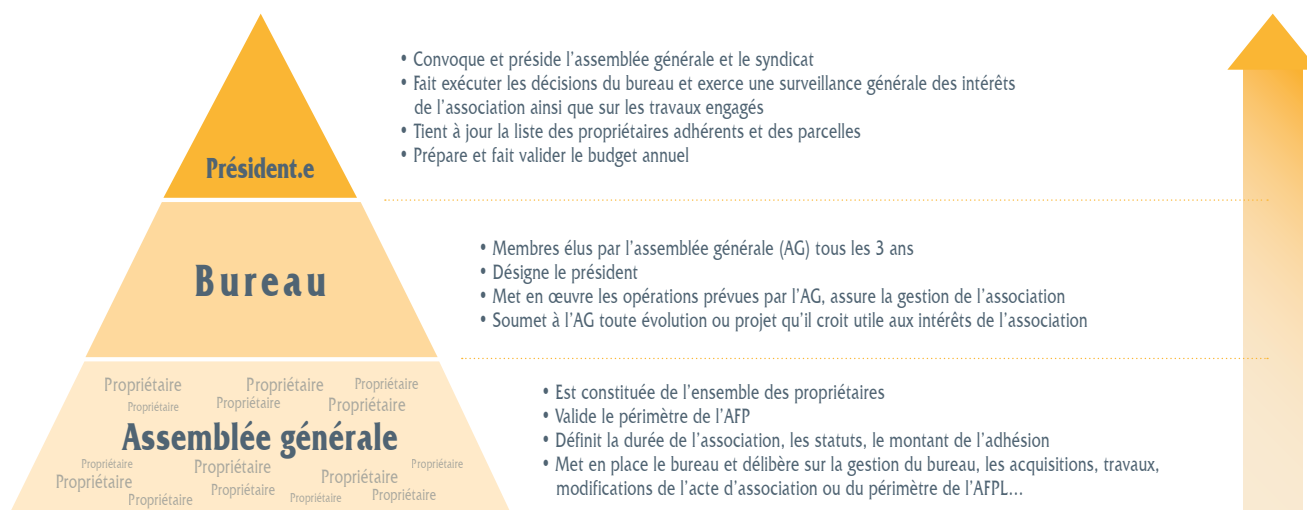 • Convoque et préside l'assemblée générale et le syndicat
• Fait exécuter les décisions du bureau et exerce une surveillance générale des intérêts
de l'association ainsi que sur les travaux engagés
• Tient à jour la liste des propriétaires adhérents et des parcelles
• Prépare et fait valider le budget annuel
Président.e
• Membres élus par l'assemblée générale (AG) tous les 3 ans
• Désigne le président
• Met en œuvre les opérations prévues par l'AG, assure la gestion de l'association
• Soumet à l'AG toute évolution ou projet qu'il croit utile aux intérêts de l'association
Bureau
• Est constituée de l'ensemble des propriétaires
• Valide le périmètre de l'AFP
• Définit la durée de l'association, les statuts, le montant de l'adhésion
• Met en place le bureau et délibère sur la gestion du bureau, les acquisitions, travaux,
modifications de l'acte d'association ou du périmètre de l'AFPL...
Propriétaire Propriétaire Propriétaire
Propriétaire Propriétaire Propriétaire
Assemblée générale
Propriétaire Propriétaire Propriétaire
Propriétaire Propriétaire
Propriétaire Propriétaire Propriétaire Propriétaire